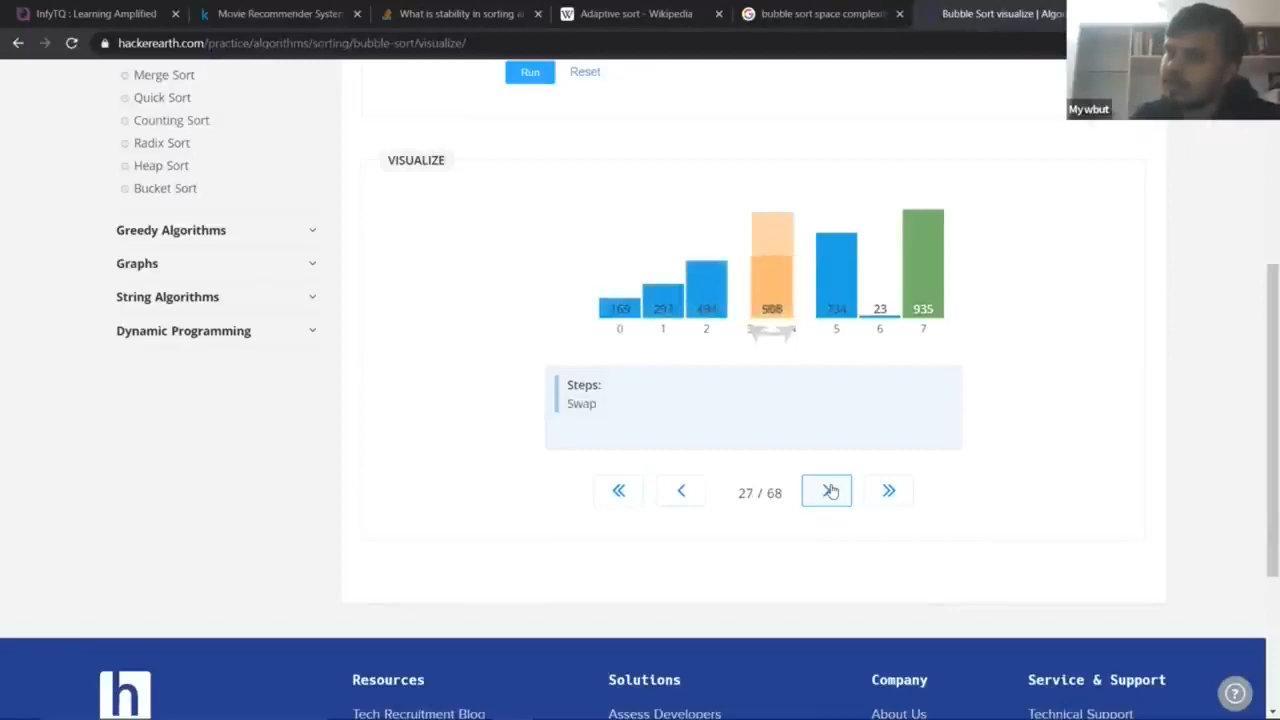 InfyTQ : Learning Amplified
Movie Recommender System
What is stability in sorting
Adaptive sort - Wikipedia
bubble sort space complexi
Bubble Sort visualize | Algo
hackerearth.com/practice/algorithms/sorting/bubble-sort/visualize/
Mywbut
Merge Sort
Quick Sort
Counting Sort
Radix Sort
Heap Sort
Bucket Sort
Greedy Algorithms
Graphs
String Algorithms
Dynamic Programming
Run Reset
VISUALIZE
169 297 494 734 23 935
0 1 2 5 6 7
Steps:
Swap
27 / 68
h
Resources
Tech Recruitment Blog
Solutions
Assess Developers
Company
About Us
Service & Support
Technical Support
?